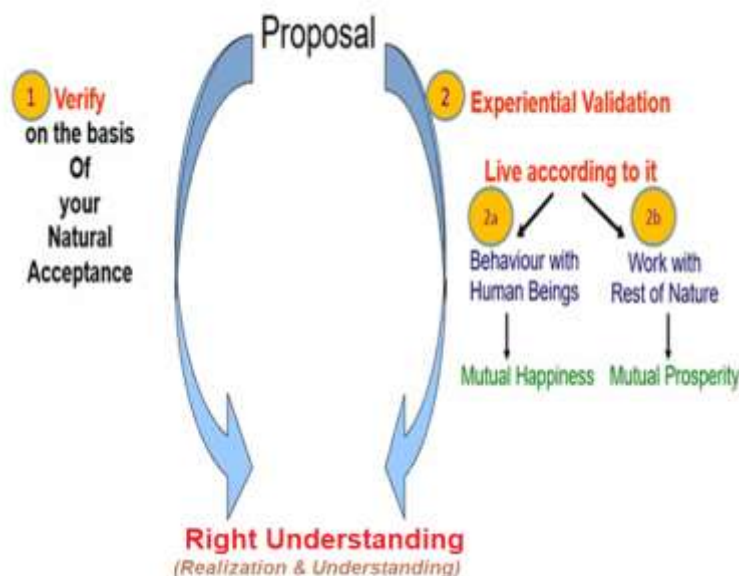 Proposal
1 Verify
on the basis
Of
your
Natural
Acceptance
2 Experiential Validation
Live according to it
2a
Behaviour with
Human Beings
Mutual Happiness
2b
Work with
Rest of Nature
Mutual Prosperity
Right Understanding
(Realization & Understanding)